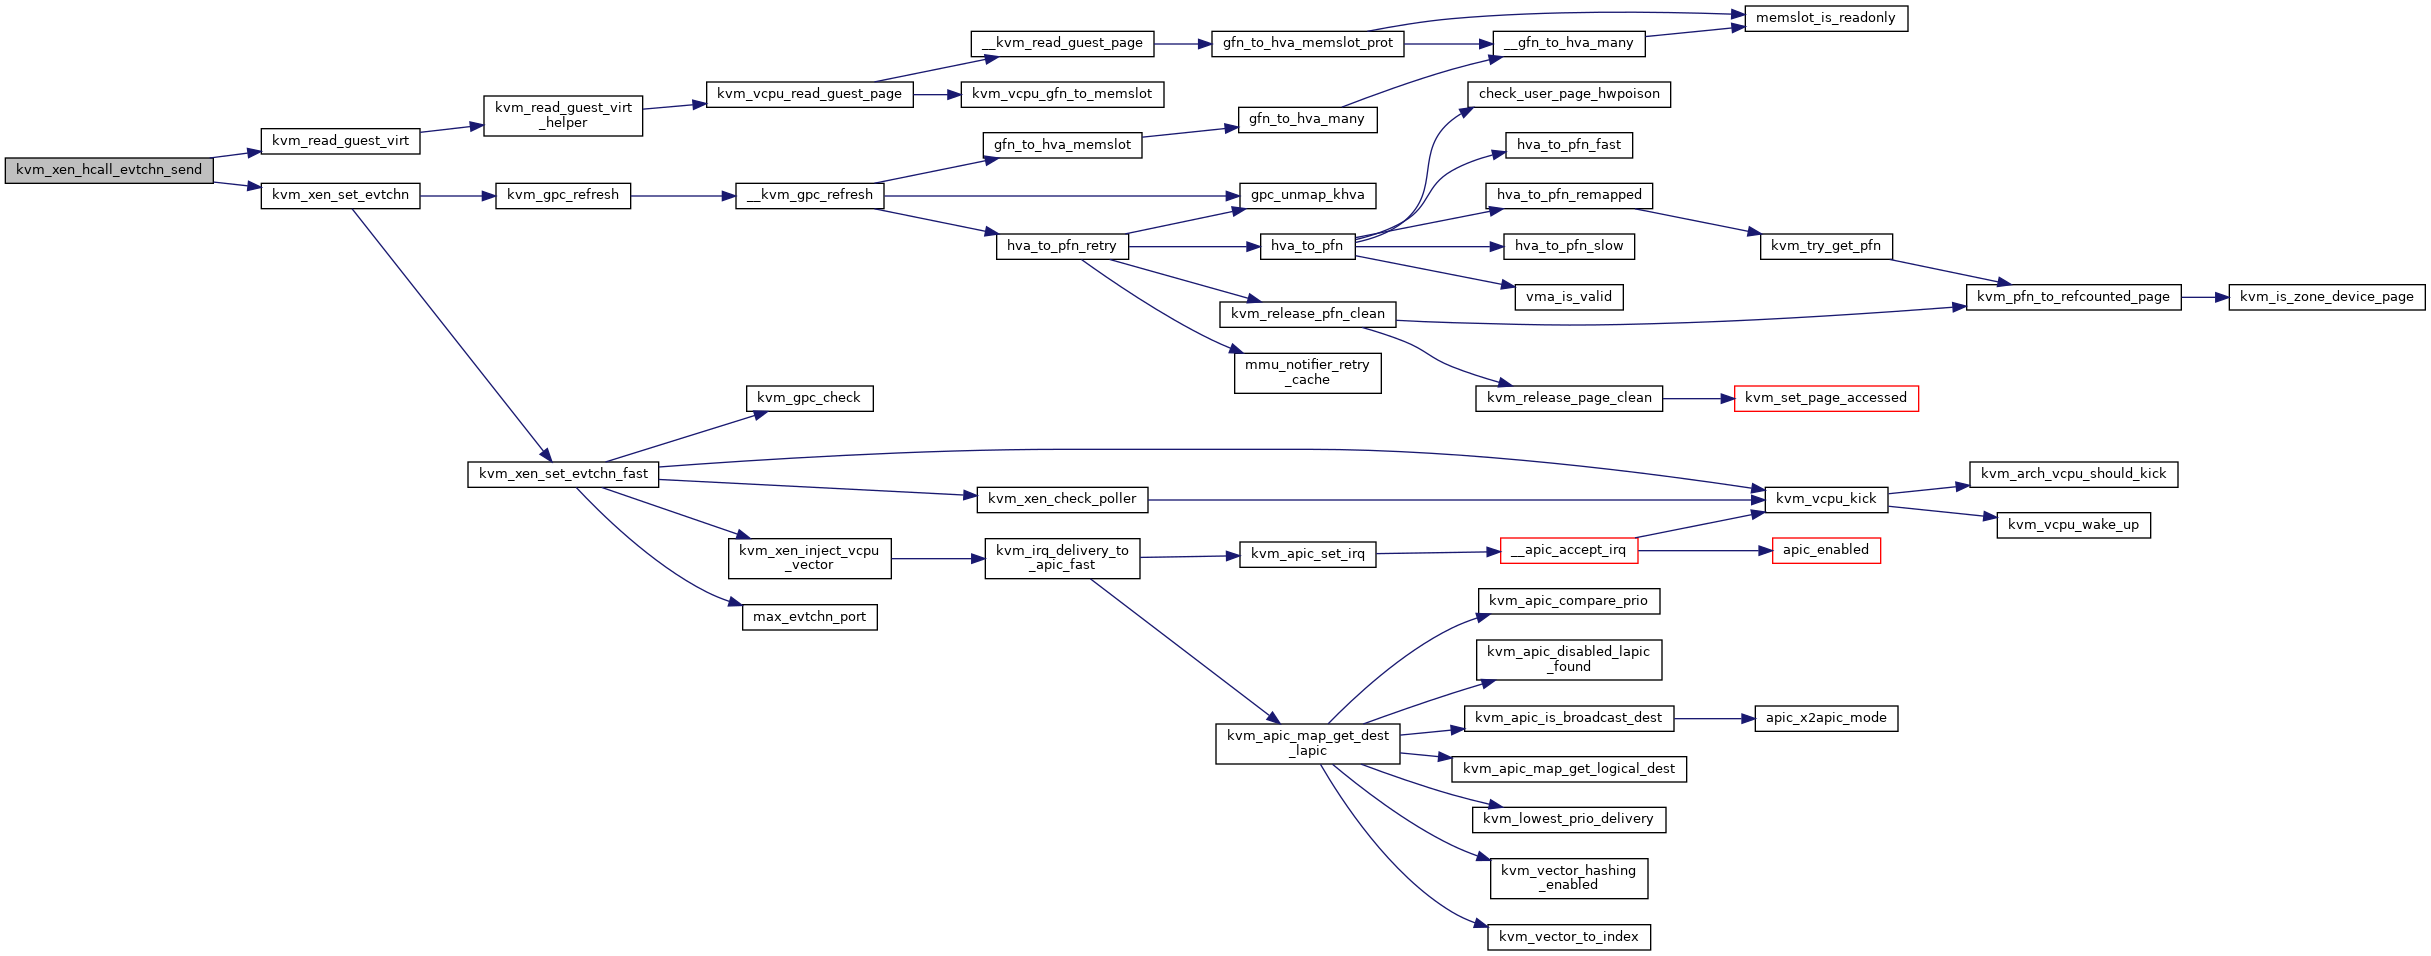 memslot_is_readonly
__kvm_read_guest_page
gfn_to_hva_memslot_prot
__gfn_to_hva_many
kvm_vcpu_read_guest_page
kvm_vcpu_gfn_to_memslot
check_user_page_hwpoison
kvm_read_guest_virt
_helper
gfn_to_hva_many
kvm_read_guest_virt
gfn_to_hva_memslot
hva_to_pfn_fast
kvm_xen_hcall_evtchn_send
kvm_xen_set_evtchn
kvm_gpc_refresh
__kvm_gpc_refresh
gpc_unmap_khva
hva_to_pfn_remapped
hva_to_pfn_retry
hva_to_pfn
hva_to_pfn_slow
kvm_try_get_pfn
vma_is_valid
kvm_pfn_to_refcounted_page
kvm_is_zone_device_page
kvm_release_pfn_clean
mmu_notifier_retry
_cache
kvm_gpc_check
kvm_release_page_clean
kvm_set_page_accessed
kvm_xen_set_evtchn_fast
kvm_arch_vcpu_should_kick
kvm_xen_check_poller
kvm_vcpu_kick
kvm_vcpu_wake_up
kvm_xen_inject_vcpu
_vector
kvm_irq_delivery_to
_apic_fast
kvm_apic_set_irq
__apic_accept_irq
apic_enabled
kvm_apic_compare_prio
max_evtchn_port
kvm_apic_disabled_lapic
_found
kvm_apic_is_broadcast_dest
apic_x2apic_mode
kvm_apic_map_get_dest
_lapic
kvm_apic_map_get_logical_dest
kvm_lowest_prio_delivery
kvm_vector_hashing
_enabled
kvm_vector_to_index